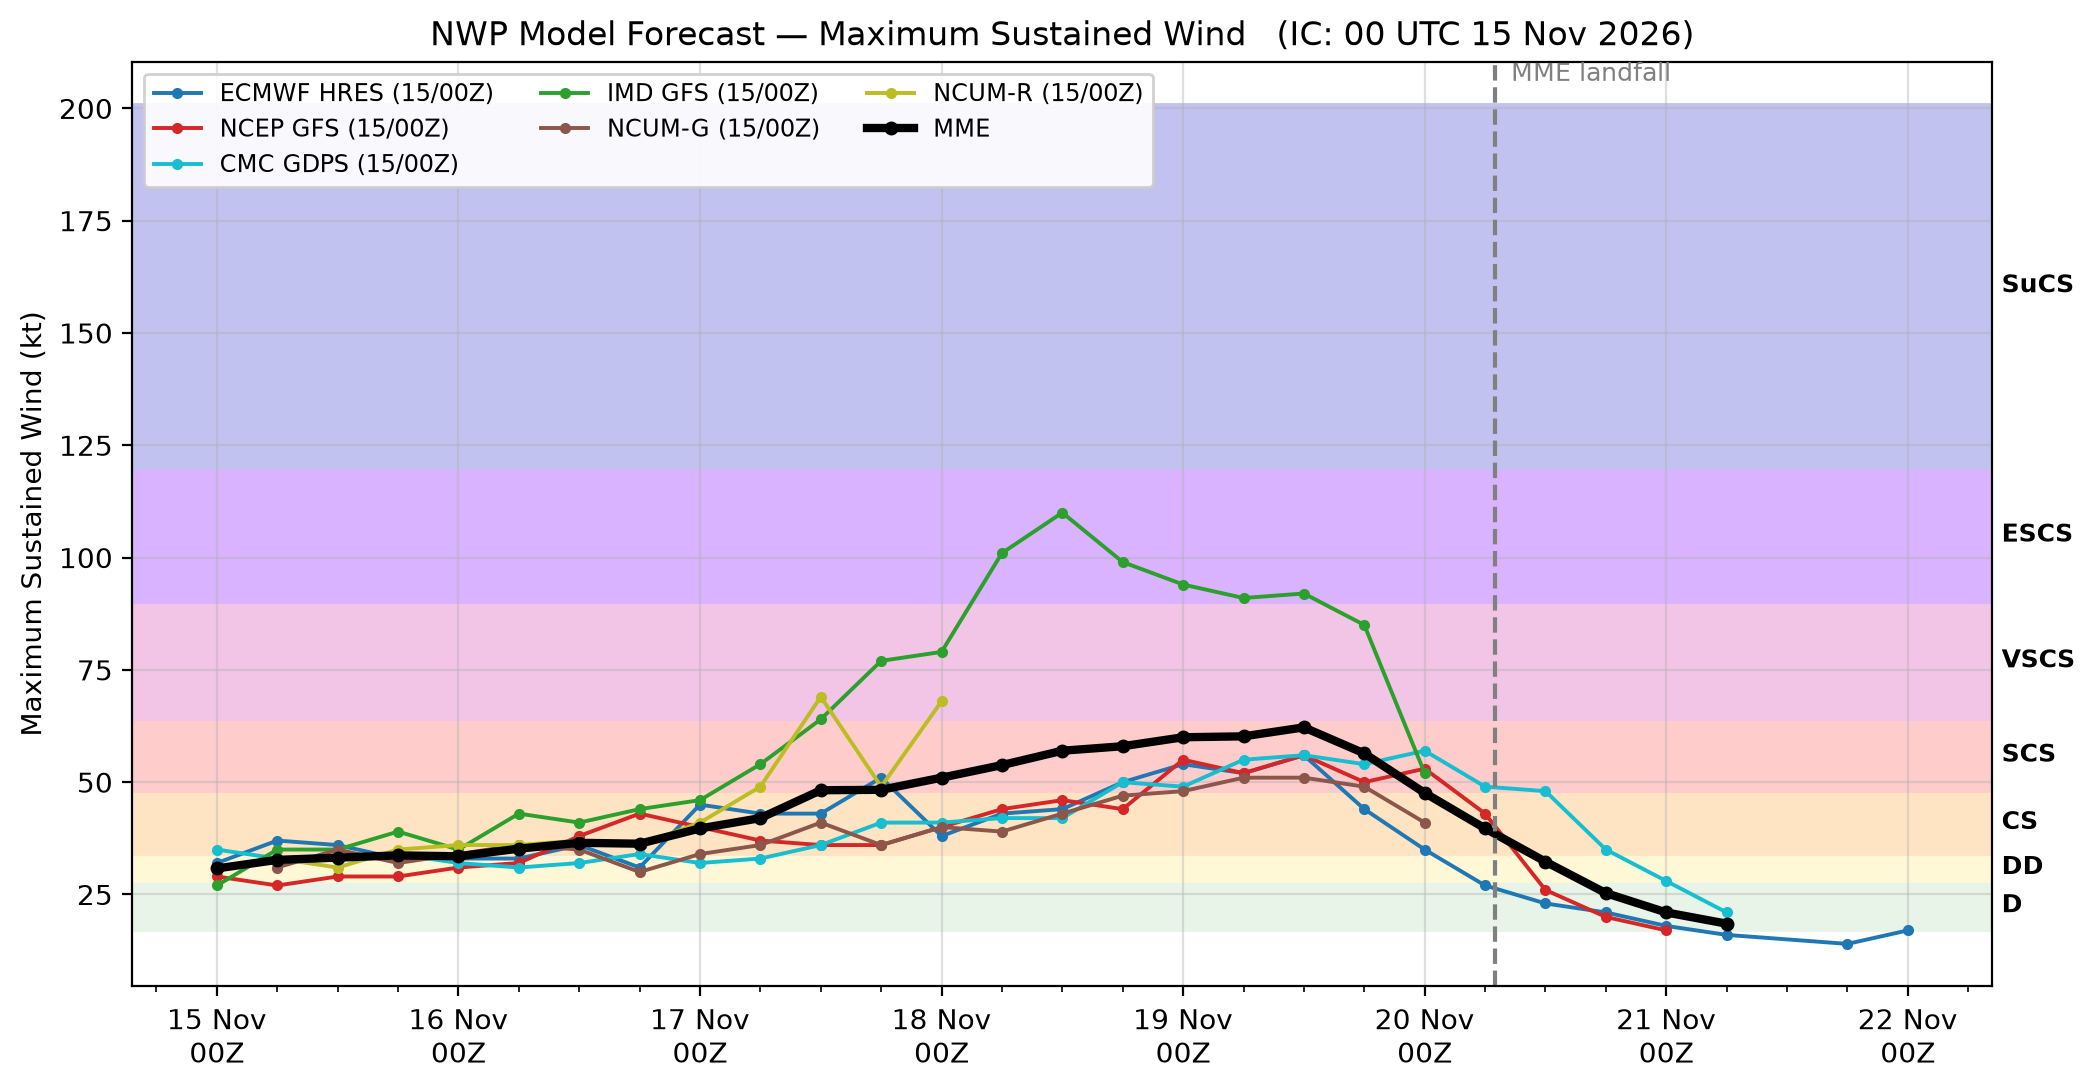 NWP Model Forecast — Maximum Sustained Wind   (IC: 00 UTC 15 Nov 2026)
MME landfall
ECMWF HRES (15/00Z)
NCEP GFS (15/00Z)
CMC GDPS (15/00Z)
IMD GFS (15/00Z)
NCUM-G (15/00Z)
NCUM-R (15/00Z)
MME
Maximum Sustained Wind (kt)
200
175
150
125
100
75
50
25
SuCS
ESCS
VSCS
SCS
CS
DD
D
15 Nov
00Z
16 Nov
00Z
17 Nov
00Z
18 Nov
00Z
19 Nov
00Z
20 Nov
00Z
21 Nov
00Z
22 Nov
00Z